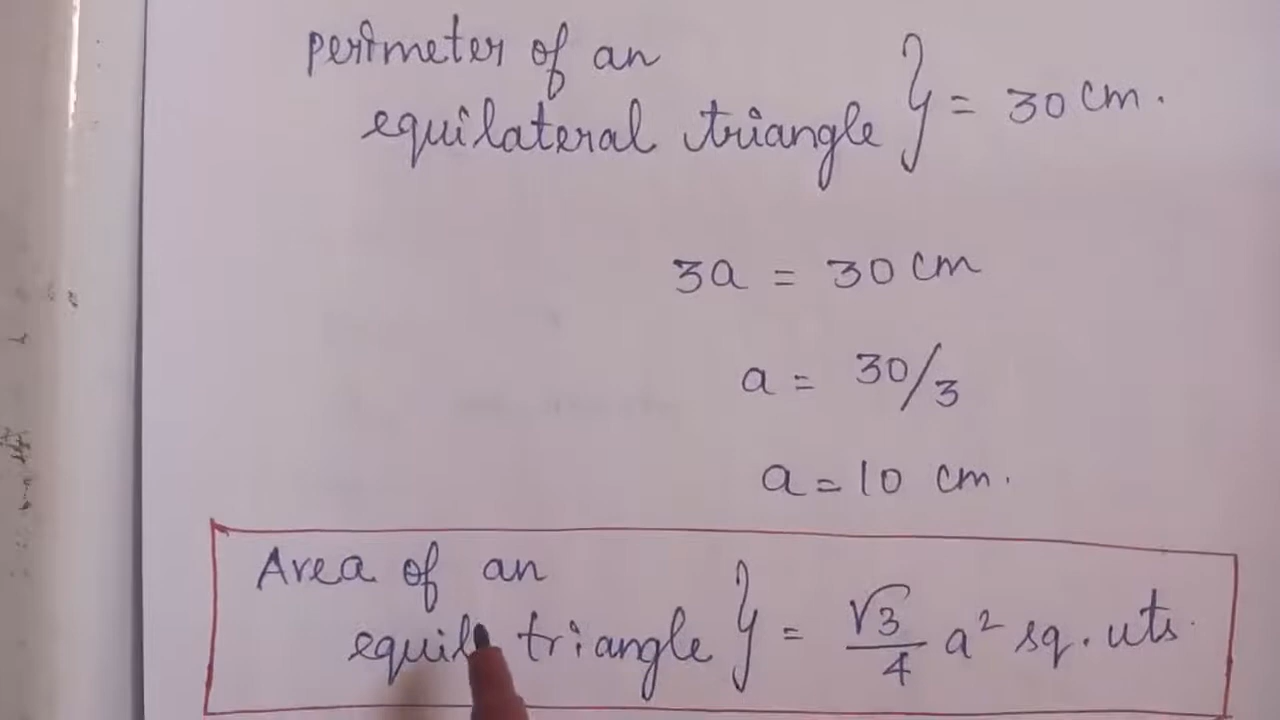 perimeter of an
equilateral triangle } = 30 cm.
3a = 30 cm
a = 30/3
a = 10 cm.
Area of an
equil triangle } = √3/4 a² sq. uts.